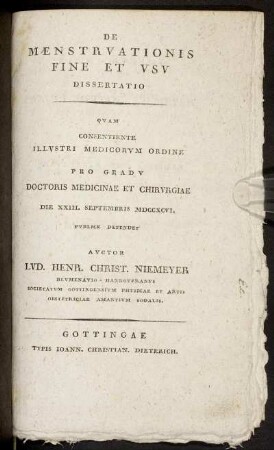 DE
MÆNSTRVATIONIS
FINE ET VSV
DISSERTATIO
QVAM
CONSENTIENTE
ILLVSTRI MEDICORVM ORDINE
PRO GRADV
DOCTORIS MEDICINAE ET CHIRVRGIAE
DIE XXIII. SEPTEMBRIS MDCCXCVI.
PVBLICE DEFENDET
AVCTOR
LVD. HENR. CHRIST. NIEMEYER
BLVMENAVIO-HANNOVERANVS
SOCIETATVM GOTTINGENSIVM PHYSICAE ET ARTIS
OBSTETRICIAE AMANTIVM SODALIS.
GOTTINGAE
TYPIS IOANN. CHRISTIAN. DIETERICH.